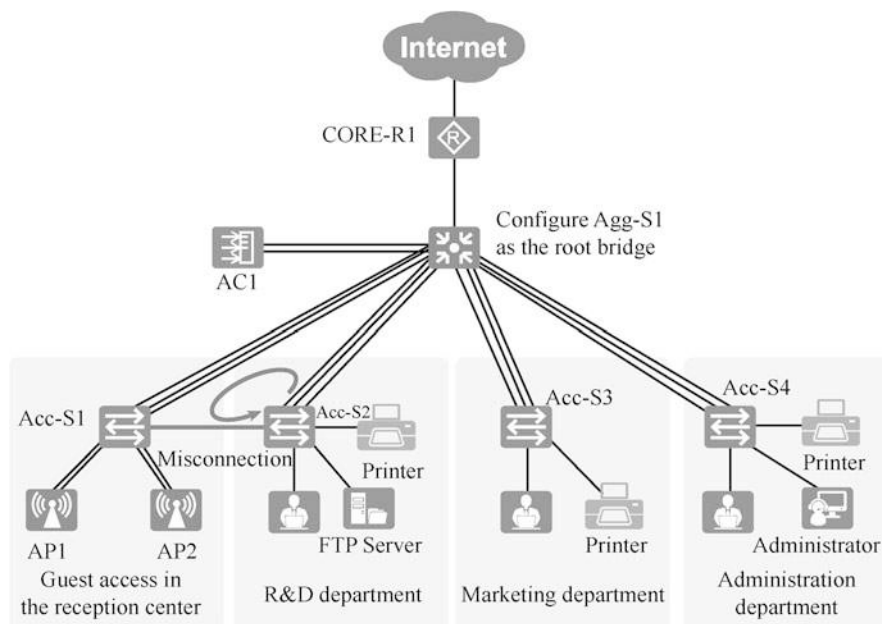 Internet
CORE-R1
R
Configure Agg-S1
as the root bridge
AC1
Acc-S1
Acc-S2
Acc-S3
Acc-S4
Misconnection
Printer
Printer
AP1
AP2
FTP Server
Printer
Administrator
Guest access in
the reception center
R&D department
Marketing department
Administration
department